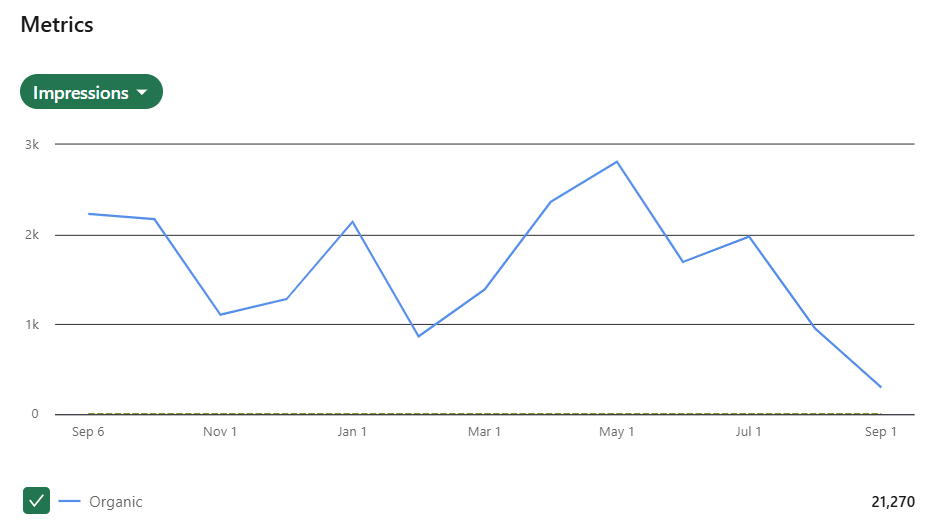 Metrics
Impressions
3k
2k
1k
0
Sep 6 Nov 1 Jan 1 Mar 1 May 1 Jul 1 Sep 1
Organic 21,270